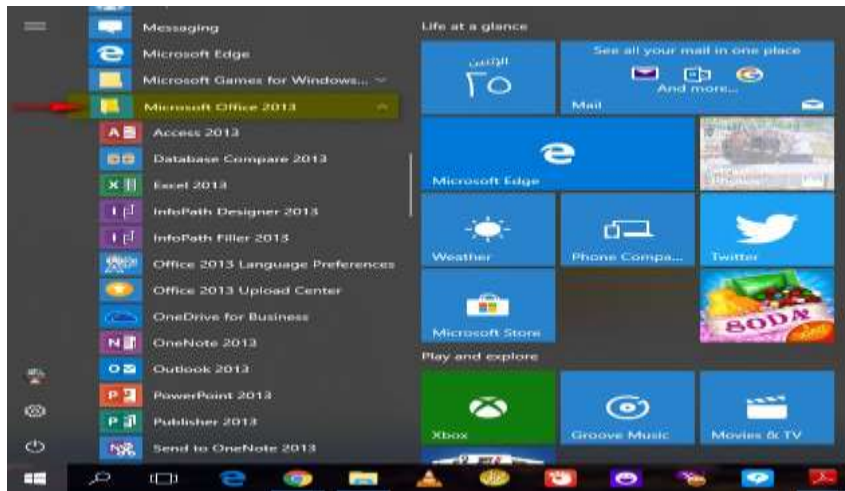 Messaging
Microsoft Edge
Microsoft Games for Windows...
Microsoft Office 2013
Access 2013
Database Compare 2013
Excel 2013
InfoPath Designer 2013
InfoPath Filler 2013
Office 2013 Language Preferences
Office 2013 Upload Center
OneDrive for Business
OneNote 2013
Outlook 2013
PowerPoint 2013
Publisher 2013
Send to OneNote 2013
Life at a glance
الإثنين
٢٥
See all your mail in one place
And more...
Mail
Microsoft Edge
Weather
Phone Compa...
Twitter
Microsoft Store
SODA
Play and explore
Xbox
Groove Music
Movies & TV